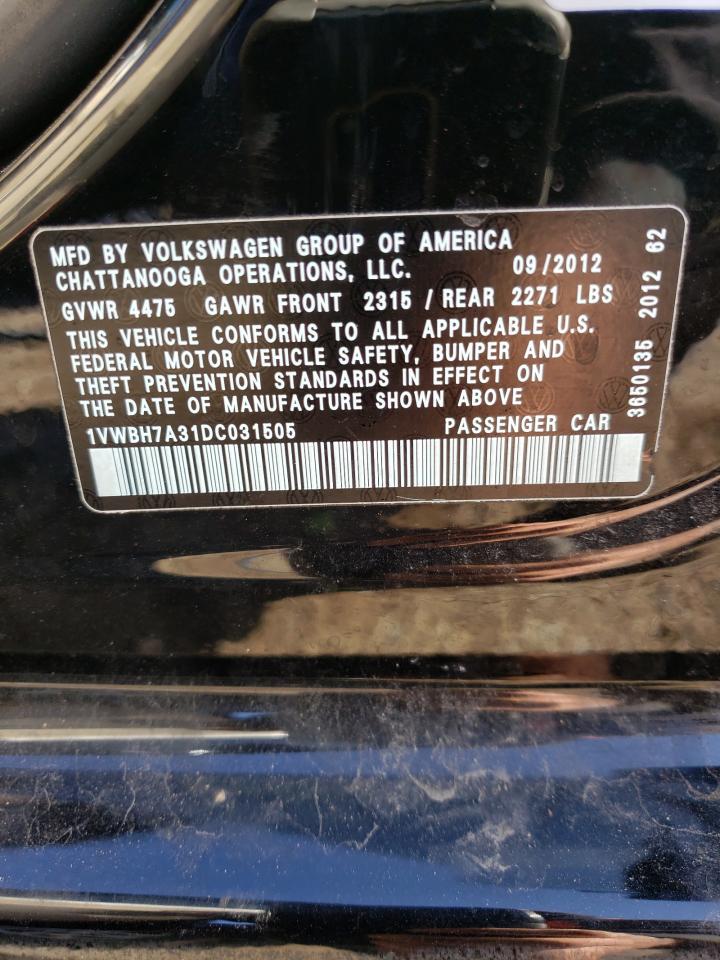 MFD BY VOLKSWAGEN GROUP OF AMERICA
CHATTANOOGA OPERATIONS, LLC. 09/2012
GVWR 4475 GAWR FRONT 2315 / REAR 2271 LBS
THIS VEHICLE CONFORMS TO ALL APPLICABLE U.S.
FEDERAL MOTOR VEHICLE SAFETY, BUMPER AND
THEFT PREVENTION STANDARDS IN EFFECT ON
THE DATE OF MANUFACTURE SHOWN ABOVE
1VWBH7A31DC031505 PASSENGER CAR
3650135 2012 62